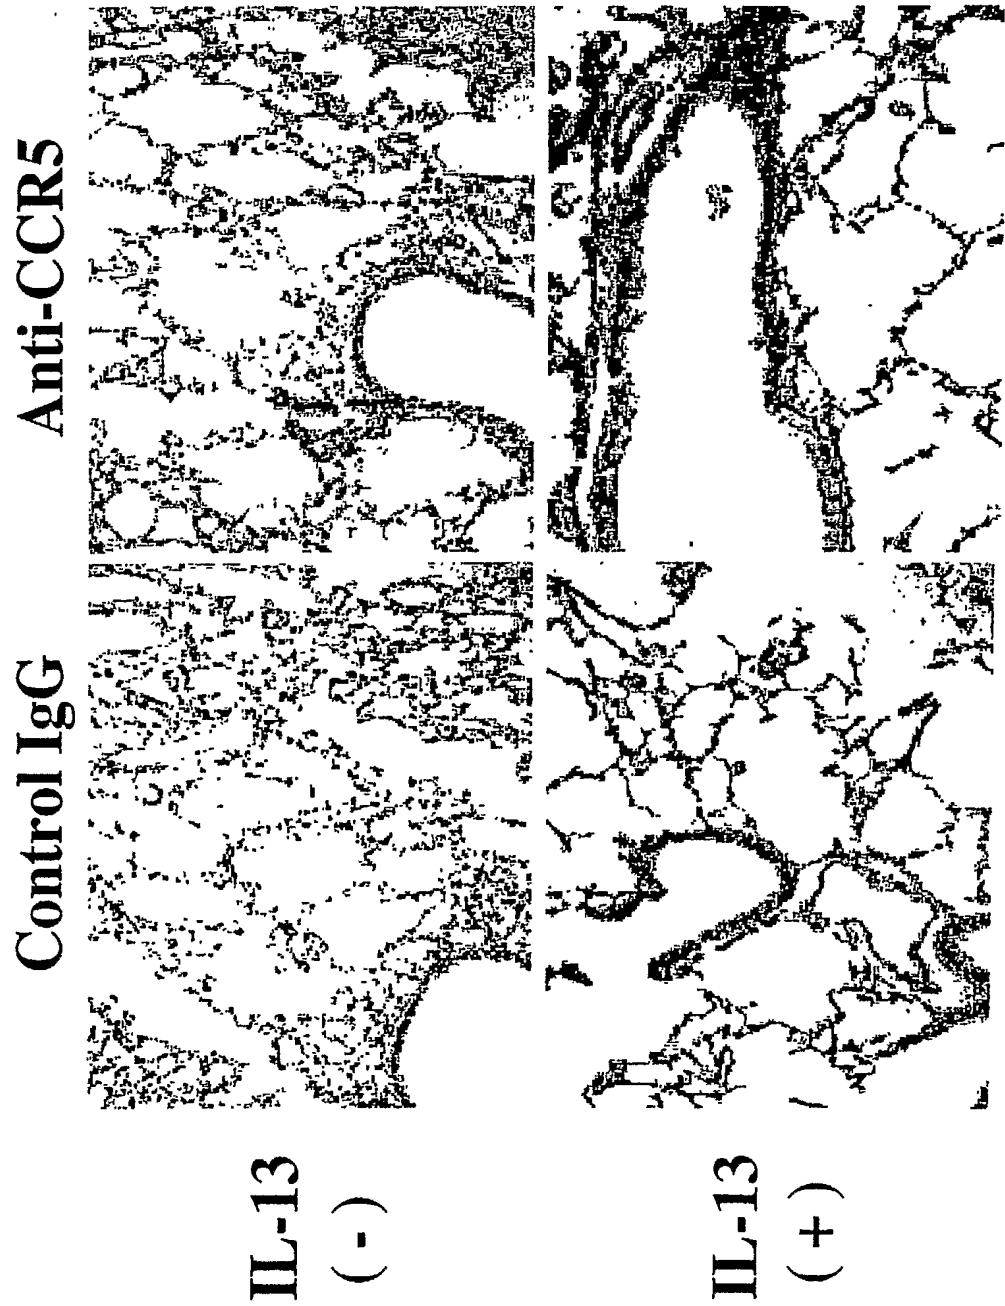 Control IgG
Anti-CCR5
IL-13
( - )
IL-13
( + )